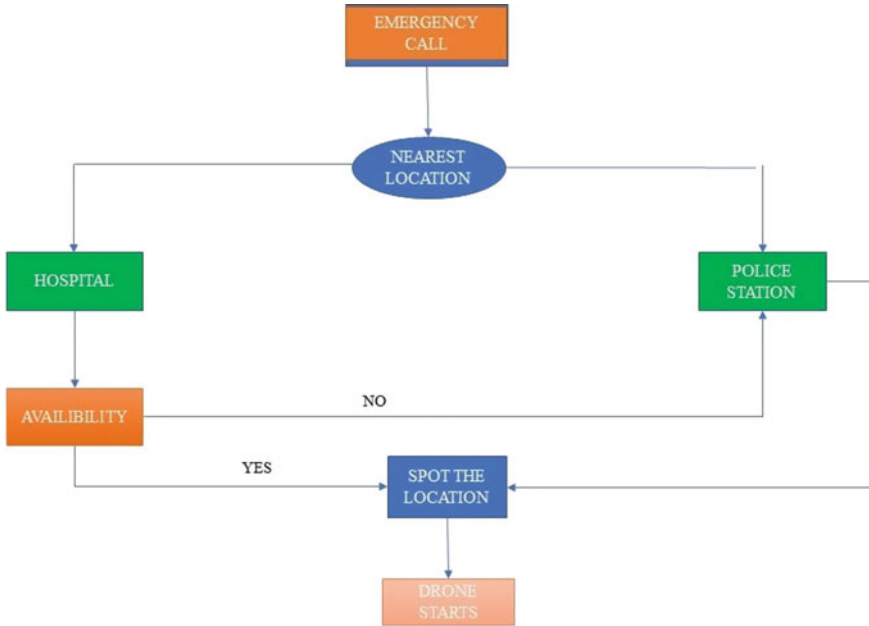 EMERGENCY
CALL
NEAREST
LOCATION
HOSPITAL
POLICE
STATION
AVAILIBILITY
NO
YES
SPOT THE
LOCATION
DRONE
STARTS